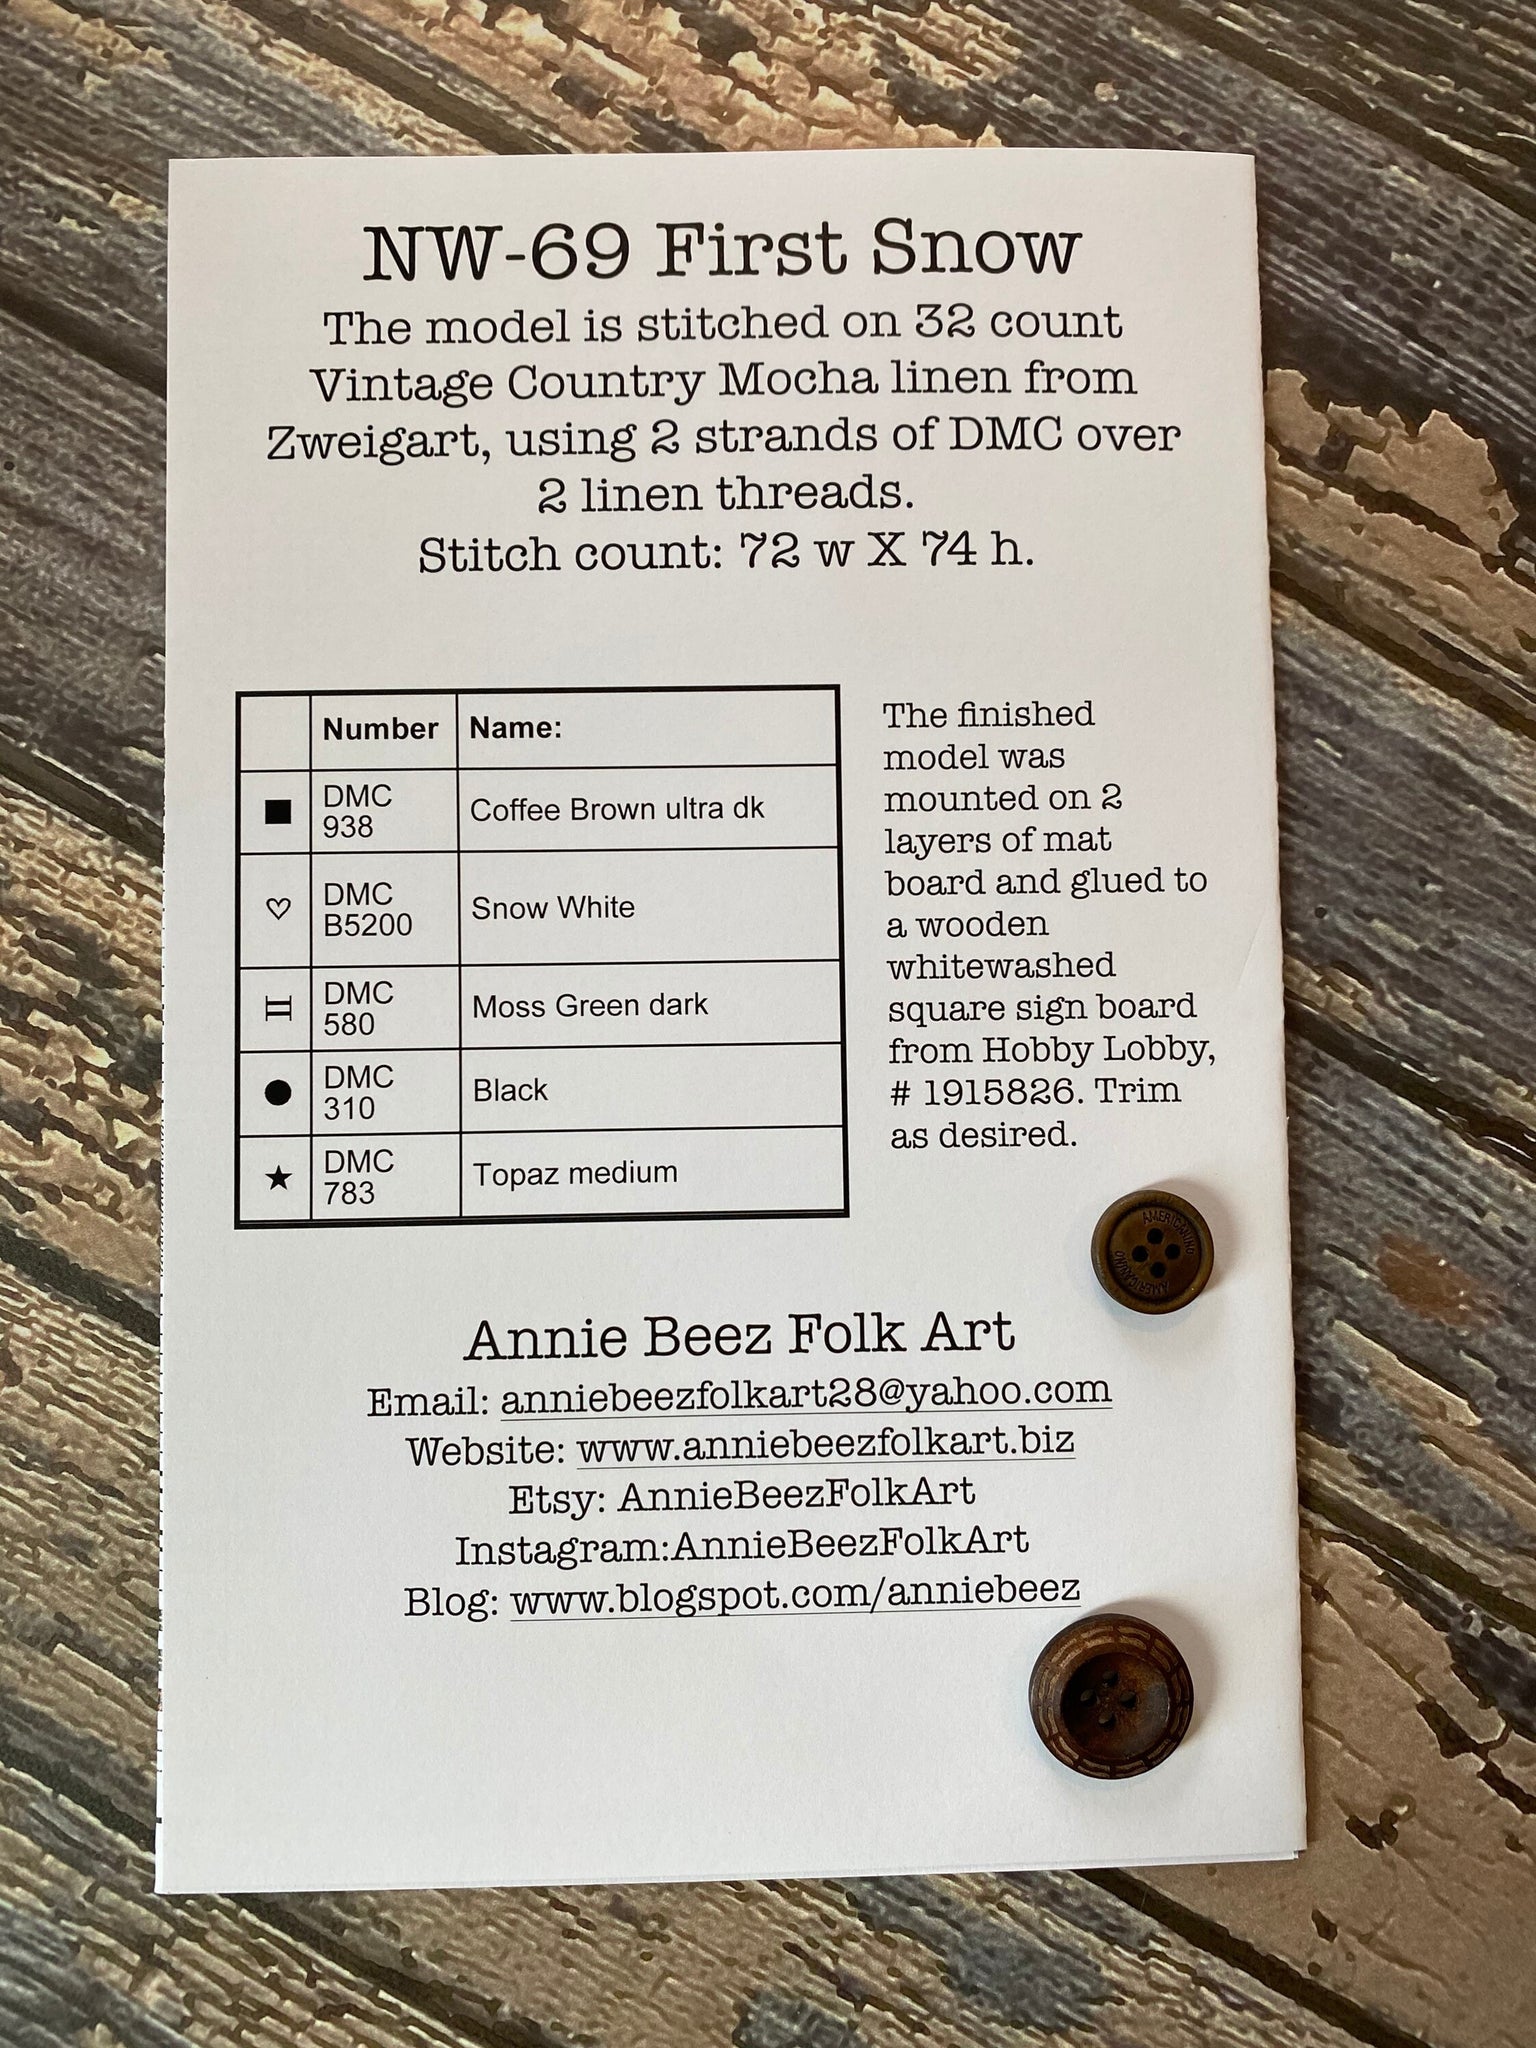 NW-69 First Snow
The model is stitched on 32 count
Vintage Country Mocha linen from
Zweigart, using 2 strands of DMC over
2 linen threads.
Stitch count: 72 w X 74 h.
Number Name:
■ DMC 938 Coffee Brown ultra dk
♡ DMC B5200 Snow White
DMC 580 Moss Green dark
● DMC 310 Black
★ DMC 783 Topaz medium
The finished
model was
mounted on 2
layers of mat
board and glued to
a wooden
whitewashed
square sign board
from Hobby Lobby,
# 1915826. Trim
as desired.
AMERICANINO
AMERICANINO
Annie Beez Folk Art
Email: anniebeezfolkart28@yahoo.com
Website: www.anniebeezfolkart.biz
Etsy: AnnieBeezFolkArt
Instagram:AnnieBeezFolkArt
Blog: www.blogspot.com/anniebeez